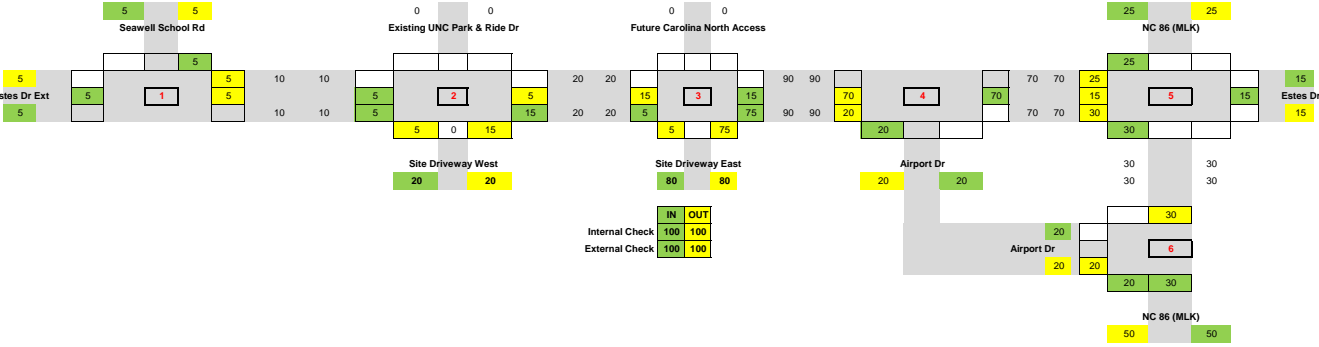 5 5 0 0 0 0 25 25
Seawell School Rd Existing UNC Park & Ride Dr Future Carolina North Access NC 86 (MLK)
5 25
5 5 10 10 20 20 90 90 70 70 25 15
stes Dr Ext 5 1 5 5 2 5 15 3 15 70 4 70 15 5 15 Estes Dr
5 10 10 5 15 20 20 5 75 90 90 20 70 70 30 15
5 0 15 5 75 20 30
Site Driveway West Site Driveway East Airport Dr 30 30
20 20 80 80 20 20 30 30
IN OUT 30
Internal Check 100 100 20
External Check 100 100 Airport Dr 6
20 20
20 30
NC 86 (MLK)
50 50